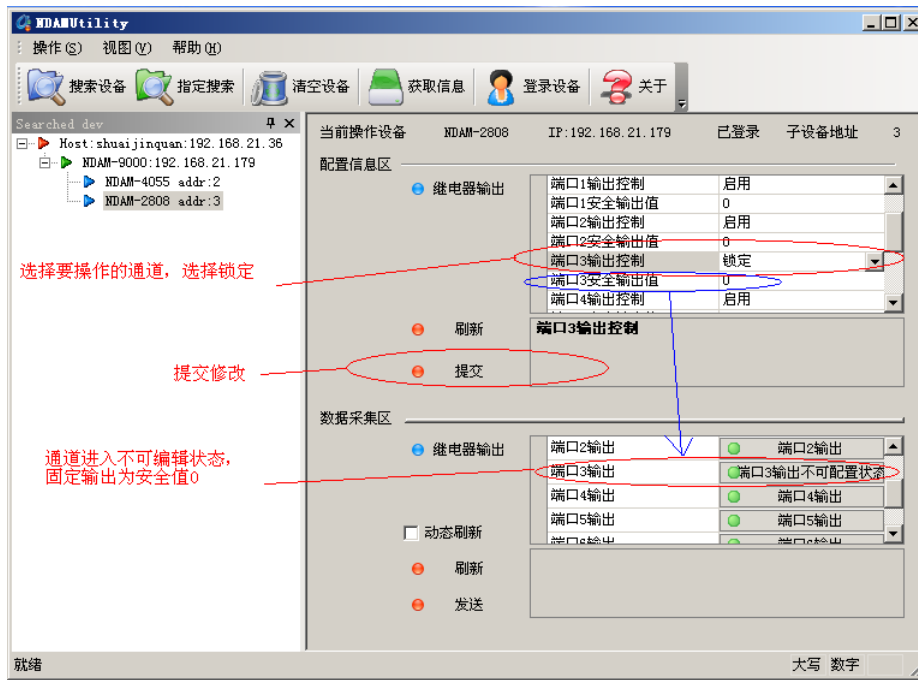 NDAMUtility
操作(S) 视图(V) 帮助(H)
搜索设备 指定搜索 清空设备 获取信息 登录设备 关于
Searched dev
Host:shuaijinquan:192.168.21.36
NDAM-9000:192.168.21.179
NDAM-4055 addr:2
NDAM-2808 addr:3
选择要操作的通道，选择锁定
提交修改
通道进入不可编辑状态，
固定输出为安全值0
当前操作设备 NDAM-2808 IP:192.168.21.179 已登录 子设备地址 3
配置信息区
继电器输出
端口1输出控制 启用
端口1安全输出值 0
端口2输出控制 启用
端口2安全输出值 0
端口3输出控制 锁定
端口3安全输出值 0
端口4输出控制 启用
刷新
端口3输出控制
提交
数据采集区
继电器输出
端口2输出 端口2输出
端口3输出 端口3输出不可配置状态
端口4输出 端口4输出
端口5输出 端口5输出
端口6输出 端口6输出
动态刷新
刷新
发送
就绪 大写 数字